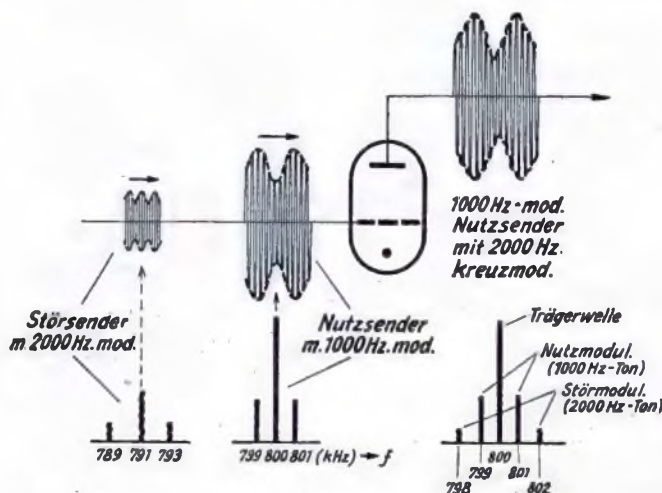 1000 Hz-mod.
Nutzsender
mit 2000 Hz.
kreuzmod.
Störsender
m. 2000 Hz. mod.
Nutzsender
m. 1000 Hz. mod.
Trägerwelle
Nutzmodul.
(1000 Hz-Ton)
Störmodul.
(2000 Hz-Ton)
789 791 793
799 800 801 (kHz) → f
800
799 801
798 802